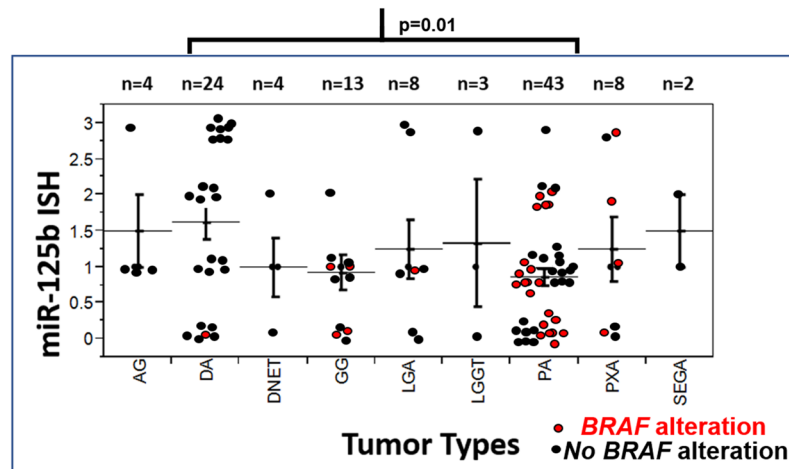 p=0.01
n=4 n=24 n=4 n=13 n=8 n=3 n=43 n=8 n=2
miR-125b ISH
3
2.5
2
1.5
1
0.5
0
AG DA DNET GG LGA LGGT PA PXA SEGA
Tumor Types
BRAF alteration
No BRAF alteration